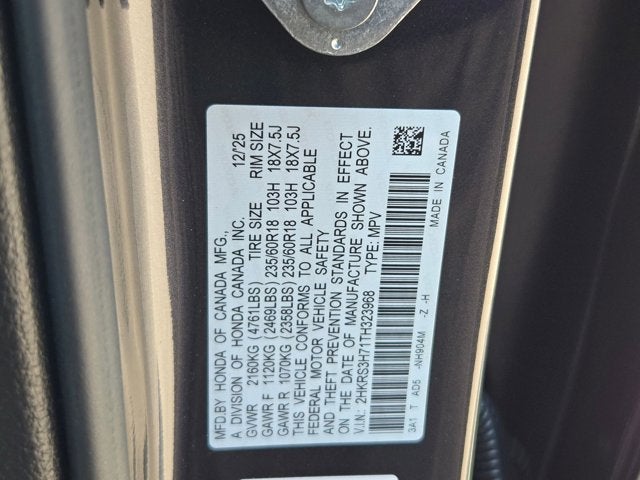 MFD.BY HONDA OF CANADA MFG.,
A DIVISION OF HONDA CANADA INC. 12/25
GVWR 2160KG (4761LBS) TIRE SIZE RIM SIZE
GAWR F 1120KG (2469LBS) 235/60R18 103H 18X7.5J
GAWR R 1070KG (2358LBS) 235/60R18 103H 18X7.5J
THIS VEHICLE CONFORMS TO ALL APPLICABLE
FEDERAL MOTOR VEHICLE SAFETY
AND THEFT PREVENTION STANDARDS IN EFFECT
ON THE DATE OF MANUFACTURE SHOWN ABOVE.
V.I.N.: 2HKRS3H71TH323968 TYPE: MPV
3A1 T AD5 -NH904M -Z -H MADE IN CANADA